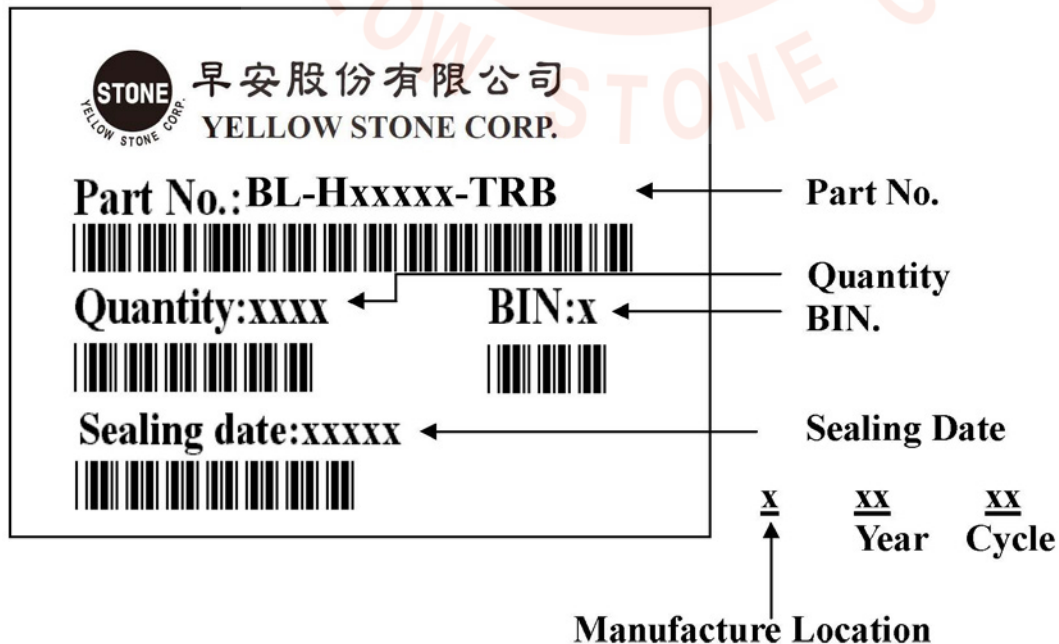 OW STONE
STONE
YELLOW STONE CORP.
早安股份有限公司
YELLOW STONE CORP.
Part No.:BL-Hxxxxx-TRB
Part No.
Quantity:xxxx
BIN:x
Quantity
BIN.
Sealing date:xxxxx
Sealing Date
x xx xx
Year Cycle
Manufacture Location